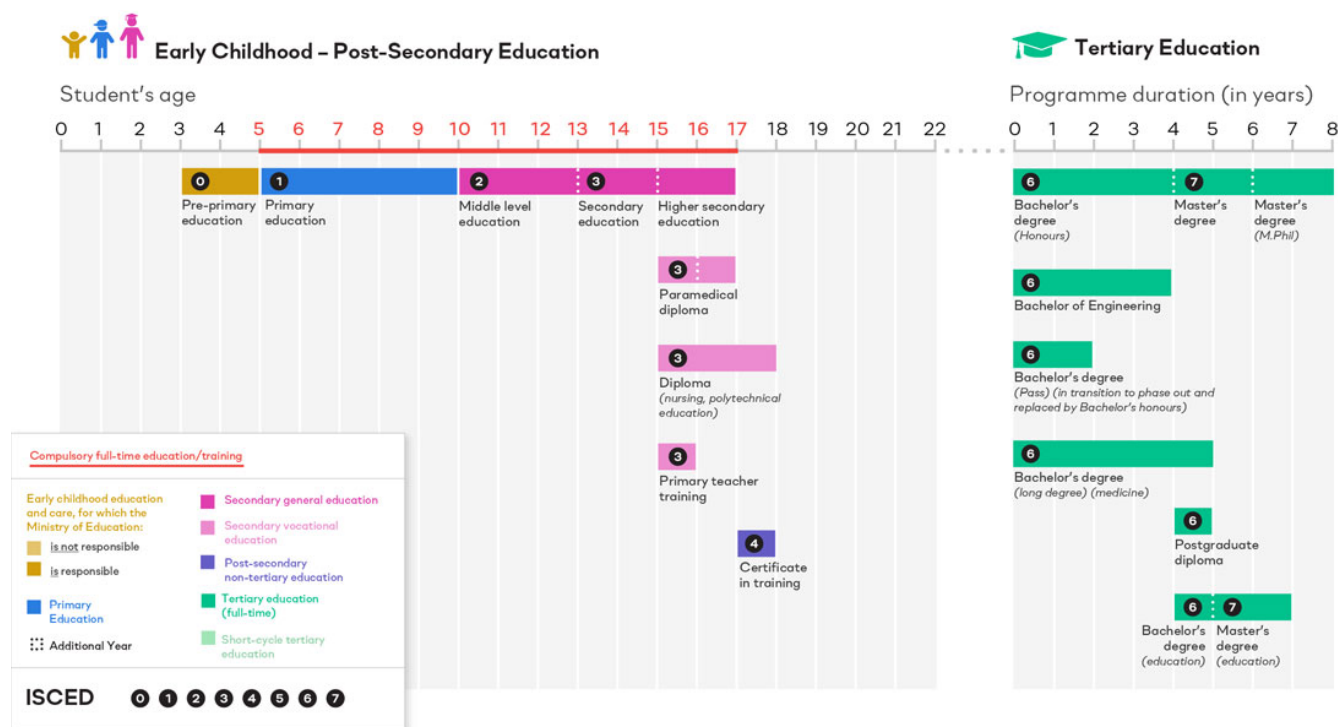 Early Childhood – Post-Secondary Education
Student's age
0 1 2 3 4 5 6 7 8 9 10 11 12 13 14 15 16 17 18 19 20 21 22
0
Pre-primary
education
1
Primary
education
2
Middle level
education
3
Secondary
education
Higher secondary
education
3
Paramedical
diploma
3
Diploma
(nursing, polytechnical
education)
3
Primary teacher
training
4
Certificate
in training
Tertiary Education
Programme duration (in years)
0 1 2 3 4 5 6 7 8
6
Bachelor's
degree
(Honours)
7
Master's
degree
Master's
degree
(M.Phil)
6
Bachelor of Engineering
6
Bachelor's degree
(Pass) (in transition to phase out and
replaced by Bachelor's honours)
6
Bachelor's degree
(long degree) (medicine)
6
Postgraduate
diploma
6
Bachelor's
degree
(education)
7
Master's
degree
(education)
Compulsory full-time education/training
Early childhood education
and care, for which the
Ministry of Education:
is not responsible
is responsible
Primary
Education
Additional Year
Secondary general education
Secondary vocational
education
Post-secondary
non-tertiary education
Tertiary education
(full-time)
Short-cycle tertiary
education
ISCED 0 1 2 3 4 5 6 7